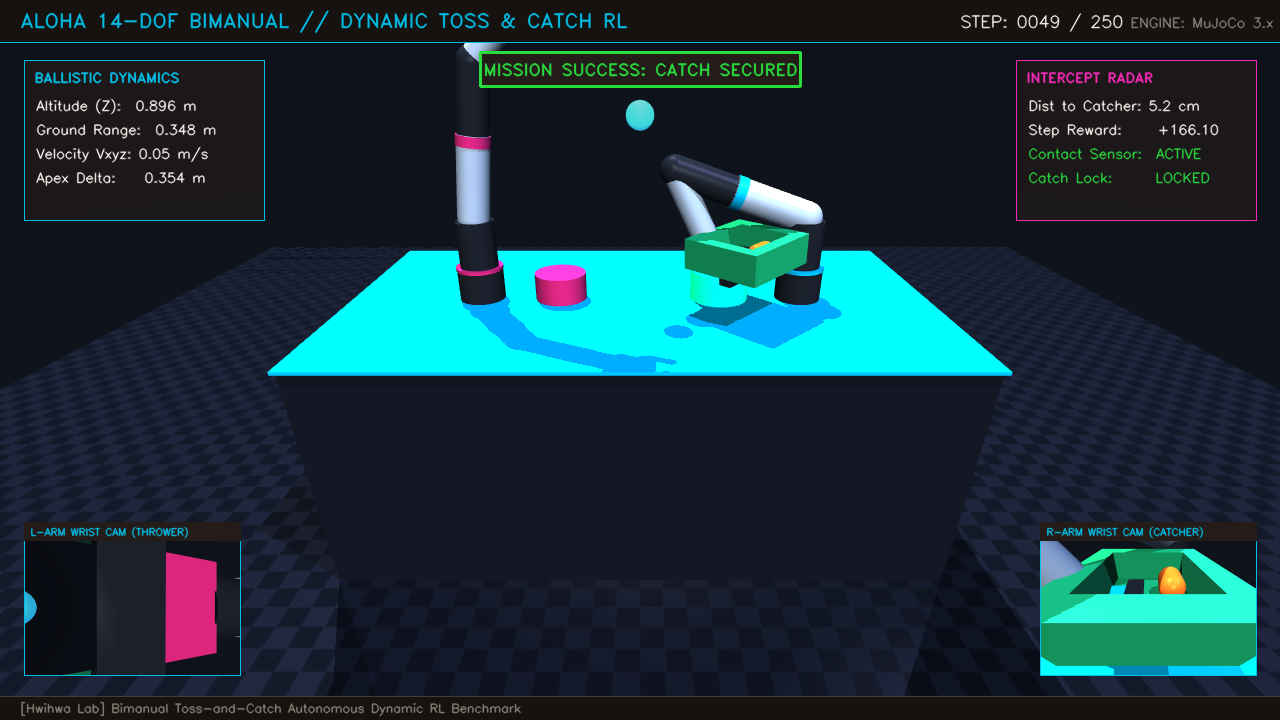 ALOHA 14-DOF BIMANUAL // DYNAMIC TOSS & CATCH RL
STEP: 0049 / 250 ENGINE: MuJoCo 3.x
MISSION SUCCESS: CATCH SECURED
BALLISTIC DYNAMICS
Altitude (Z): 0.896 m
Ground Range: 0.348 m
Velocity Vxyz: 0.05 m/s
Apex Delta: 0.354 m
INTERCEPT RADAR
Dist to Catcher: 5.2 cm
Step Reward: +166.10
Contact Sensor: ACTIVE
Catch Lock: LOCKED
L-ARM WRIST CAM (THROWER)
R-ARM WRIST CAM (CATCHER)
[Hwihwa Lab] Bimanual Toss-and-Catch Autonomous Dynamic RL Benchmark